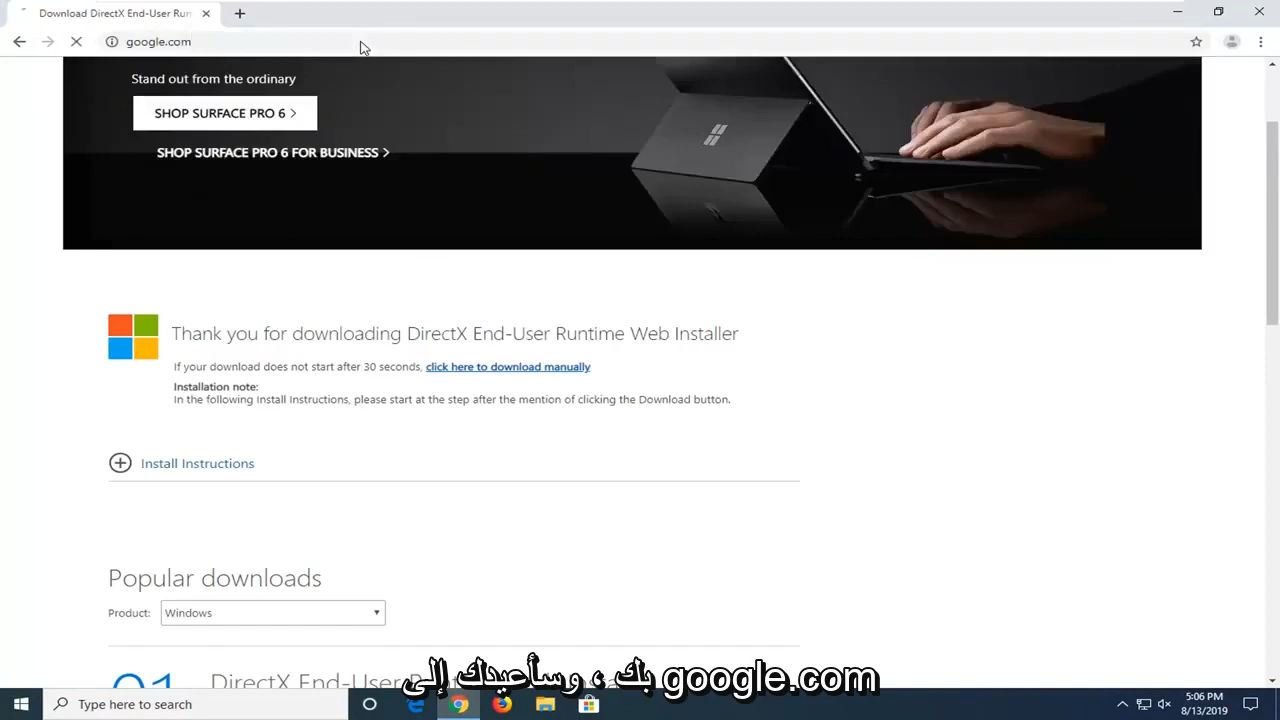 Download DirectX End-User Run
google.com
Stand out from the ordinary
SHOP SURFACE PRO 6 >
SHOP SURFACE PRO 6 FOR BUSINESS >
Thank you for downloading DirectX End-User Runtime Web Installer
If your download does not start after 30 seconds, click here to download manually
Installation note:
In the following Install Instructions, please start at the step after the mention of clicking the Download button.
Install Instructions
Popular downloads
Product: Windows
01 DirectX End-User
بك ، وسأعيدك إلى google.com
Type here to search
5:06 PM
8/13/2019